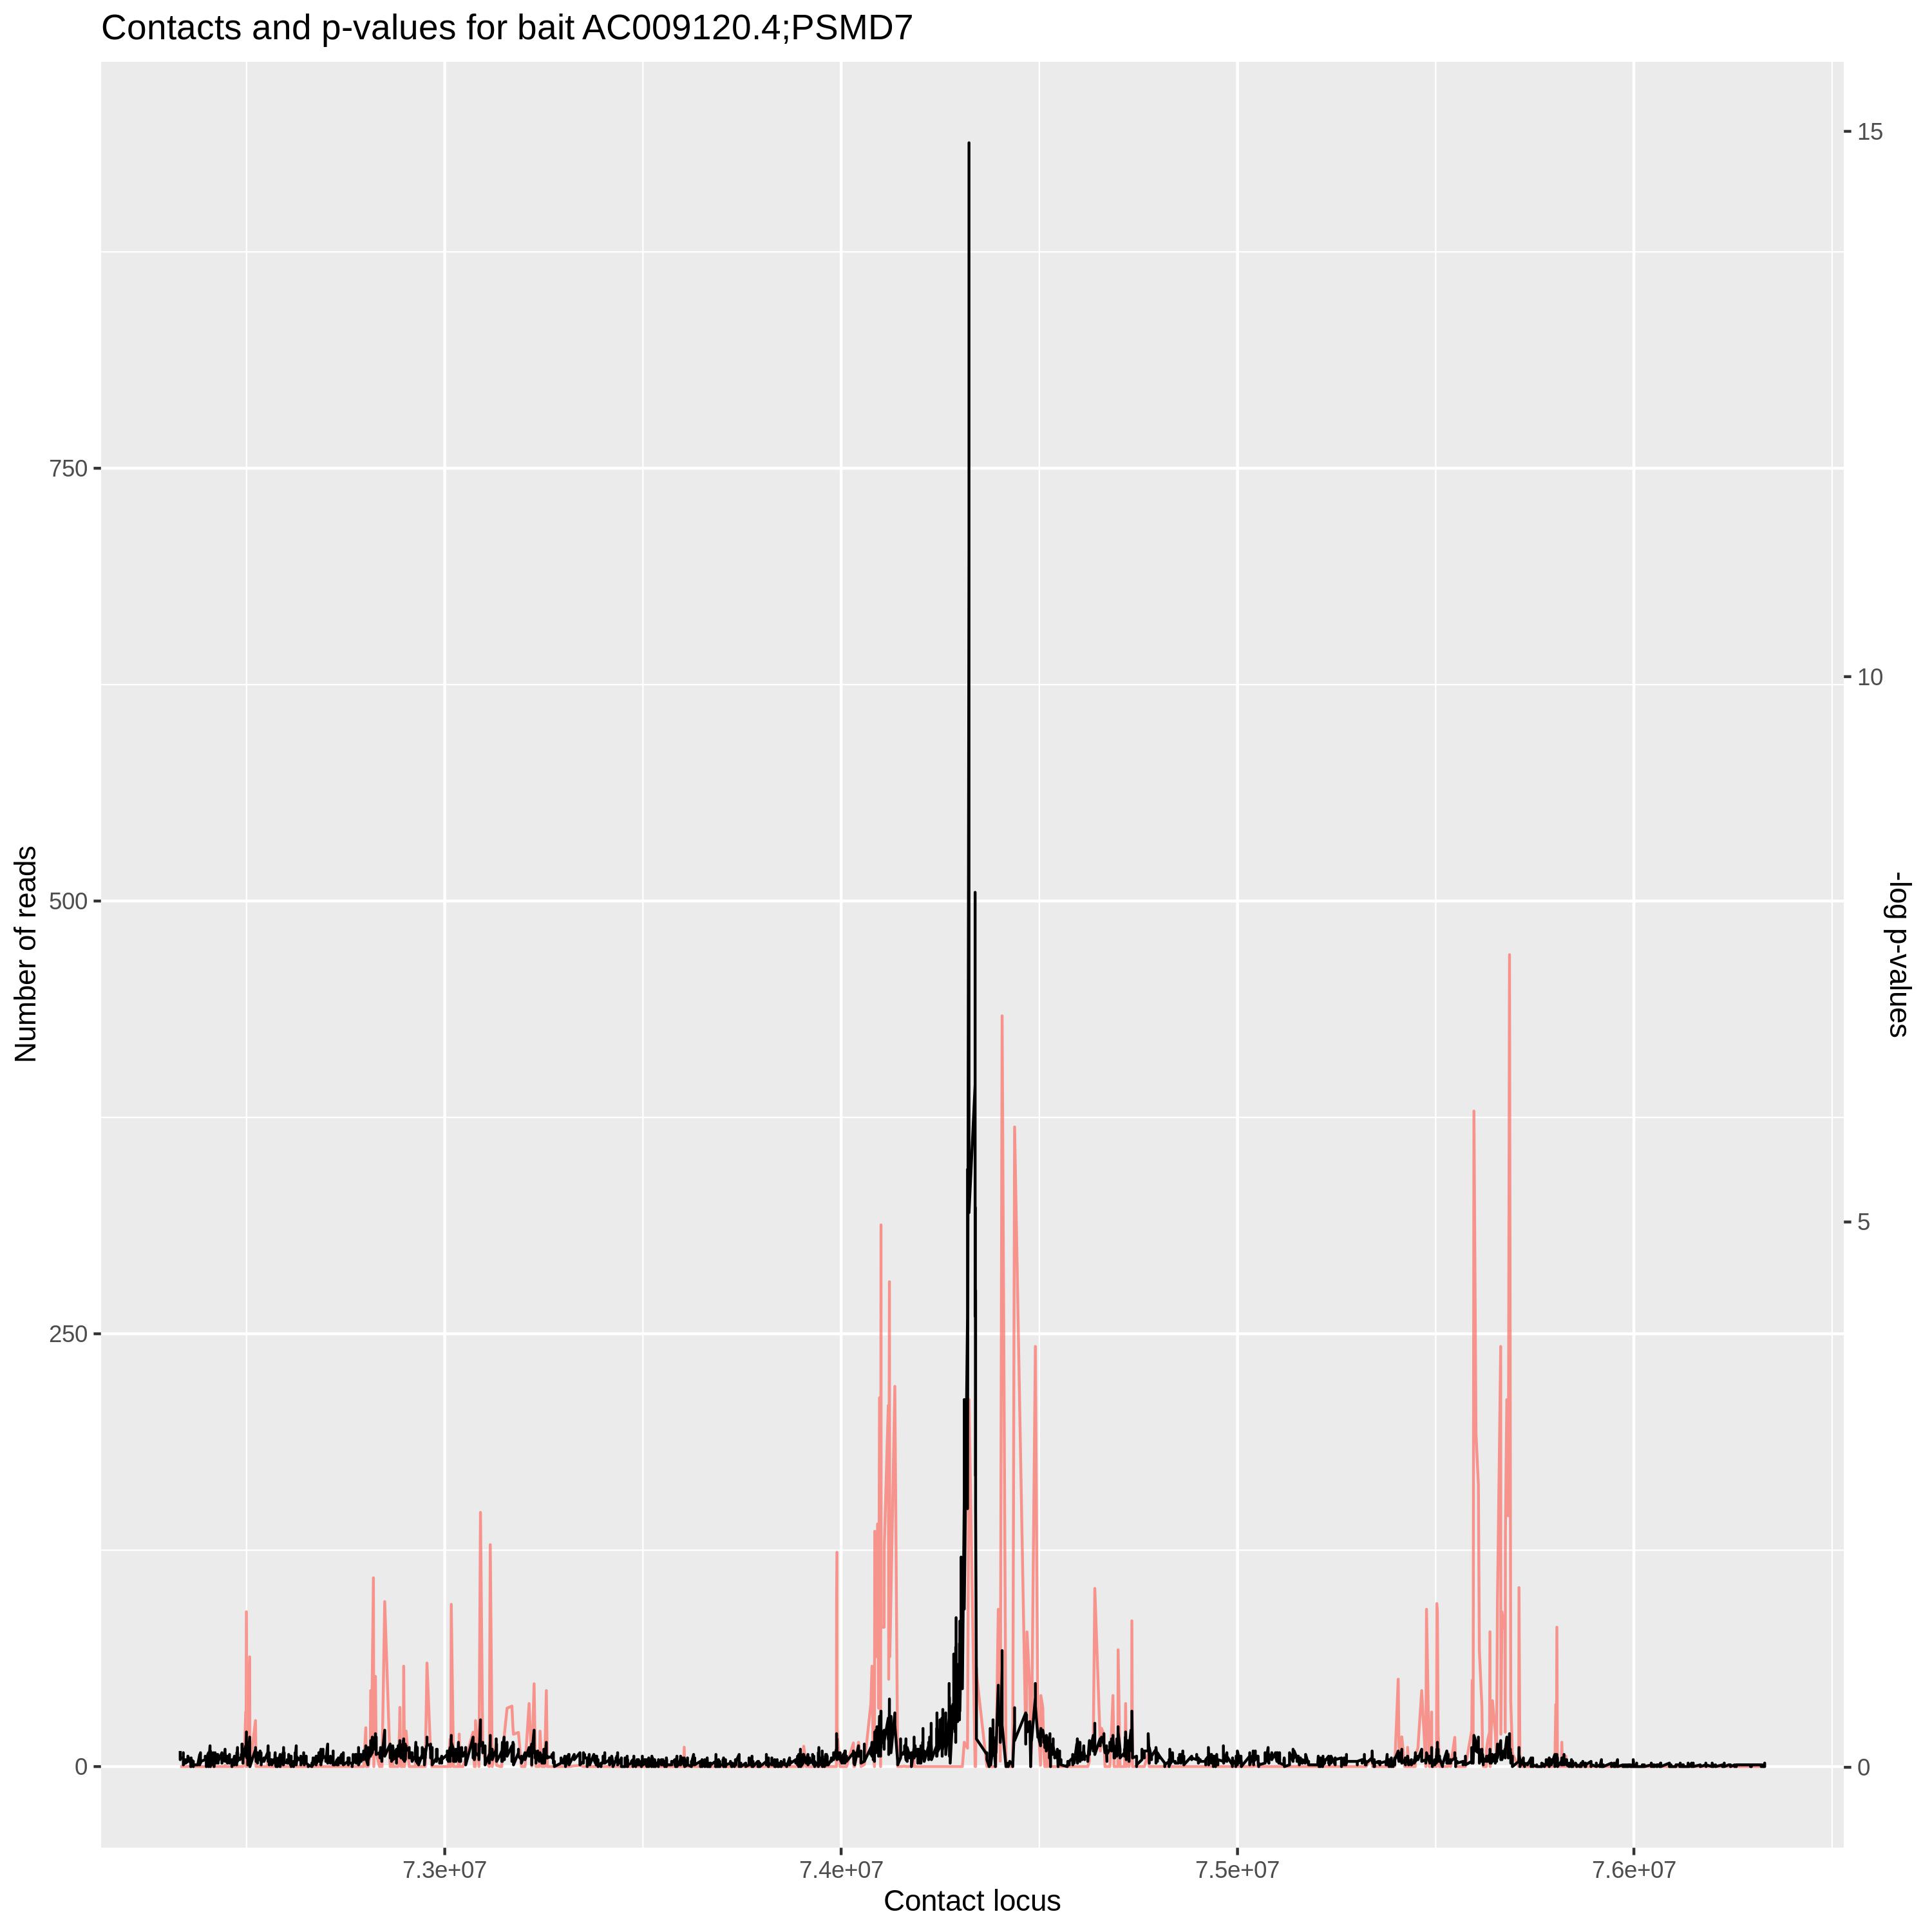 Contacts and p-values for bait AC009120.4;PSMD7
Number of reads
750
500
250
0
15
10
5
0
-log p-values
7.3e+07
7.4e+07
7.5e+07
7.6e+07
Contact locus